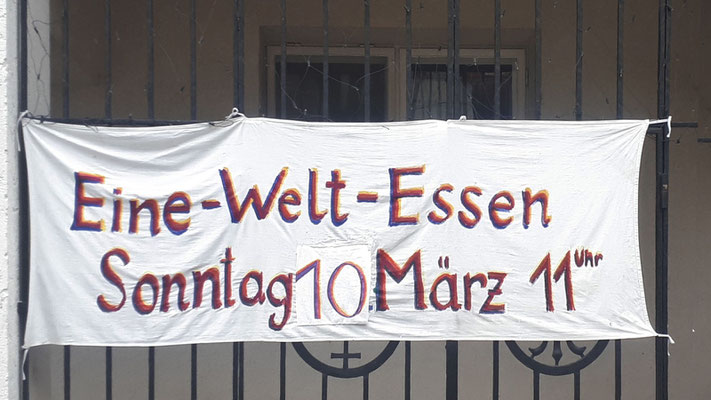 Eine-Welt-Essen
Sonntag 10. März 11 Uhr